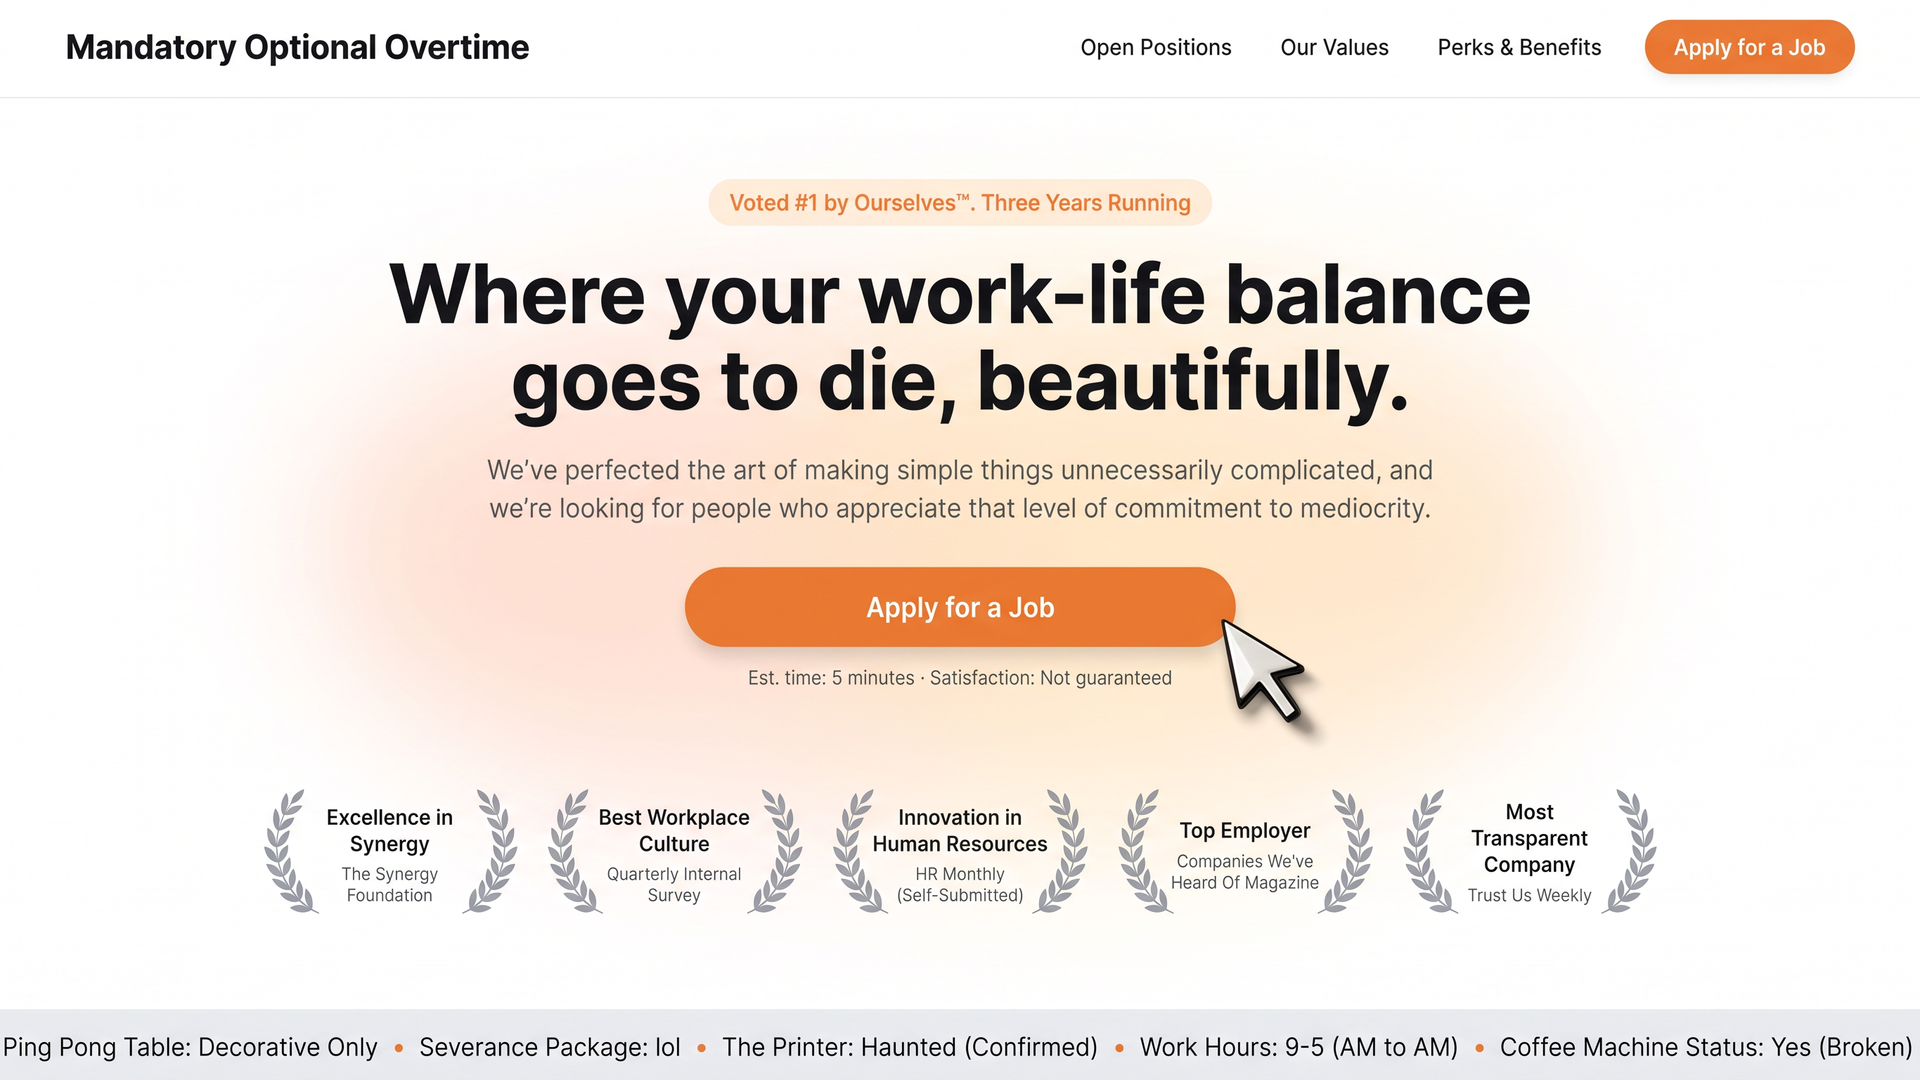 Mandatory Optional Overtime
Open Positions
Our Values
Perks & Benefits
Apply for a Job
Voted #1 by Ourselves™. Three Years Running
Where your work-life balance
goes to die, beautifully.
We’ve perfected the art of making simple things unnecessarily complicated, and
we’re looking for people who appreciate that level of commitment to mediocrity.
Apply for a Job
Est. time: 5 minutes · Satisfaction: Not guaranteed
Excellence in
Synergy
The Synergy
Foundation
Best Workplace
Culture
Quarterly Internal
Survey
Innovation in
Human Resources
HR Monthly
(Self-Submitted)
Top Employer
Companies We've
Heard Of Magazine
Most
Transparent
Company
Trust Us Weekly
Ping Pong Table: Decorative Only • Severance Package: lol • The Printer: Haunted (Confirmed) • Work Hours: 9-5 (AM to AM) • Coffee Machine Status: Yes (Broken)